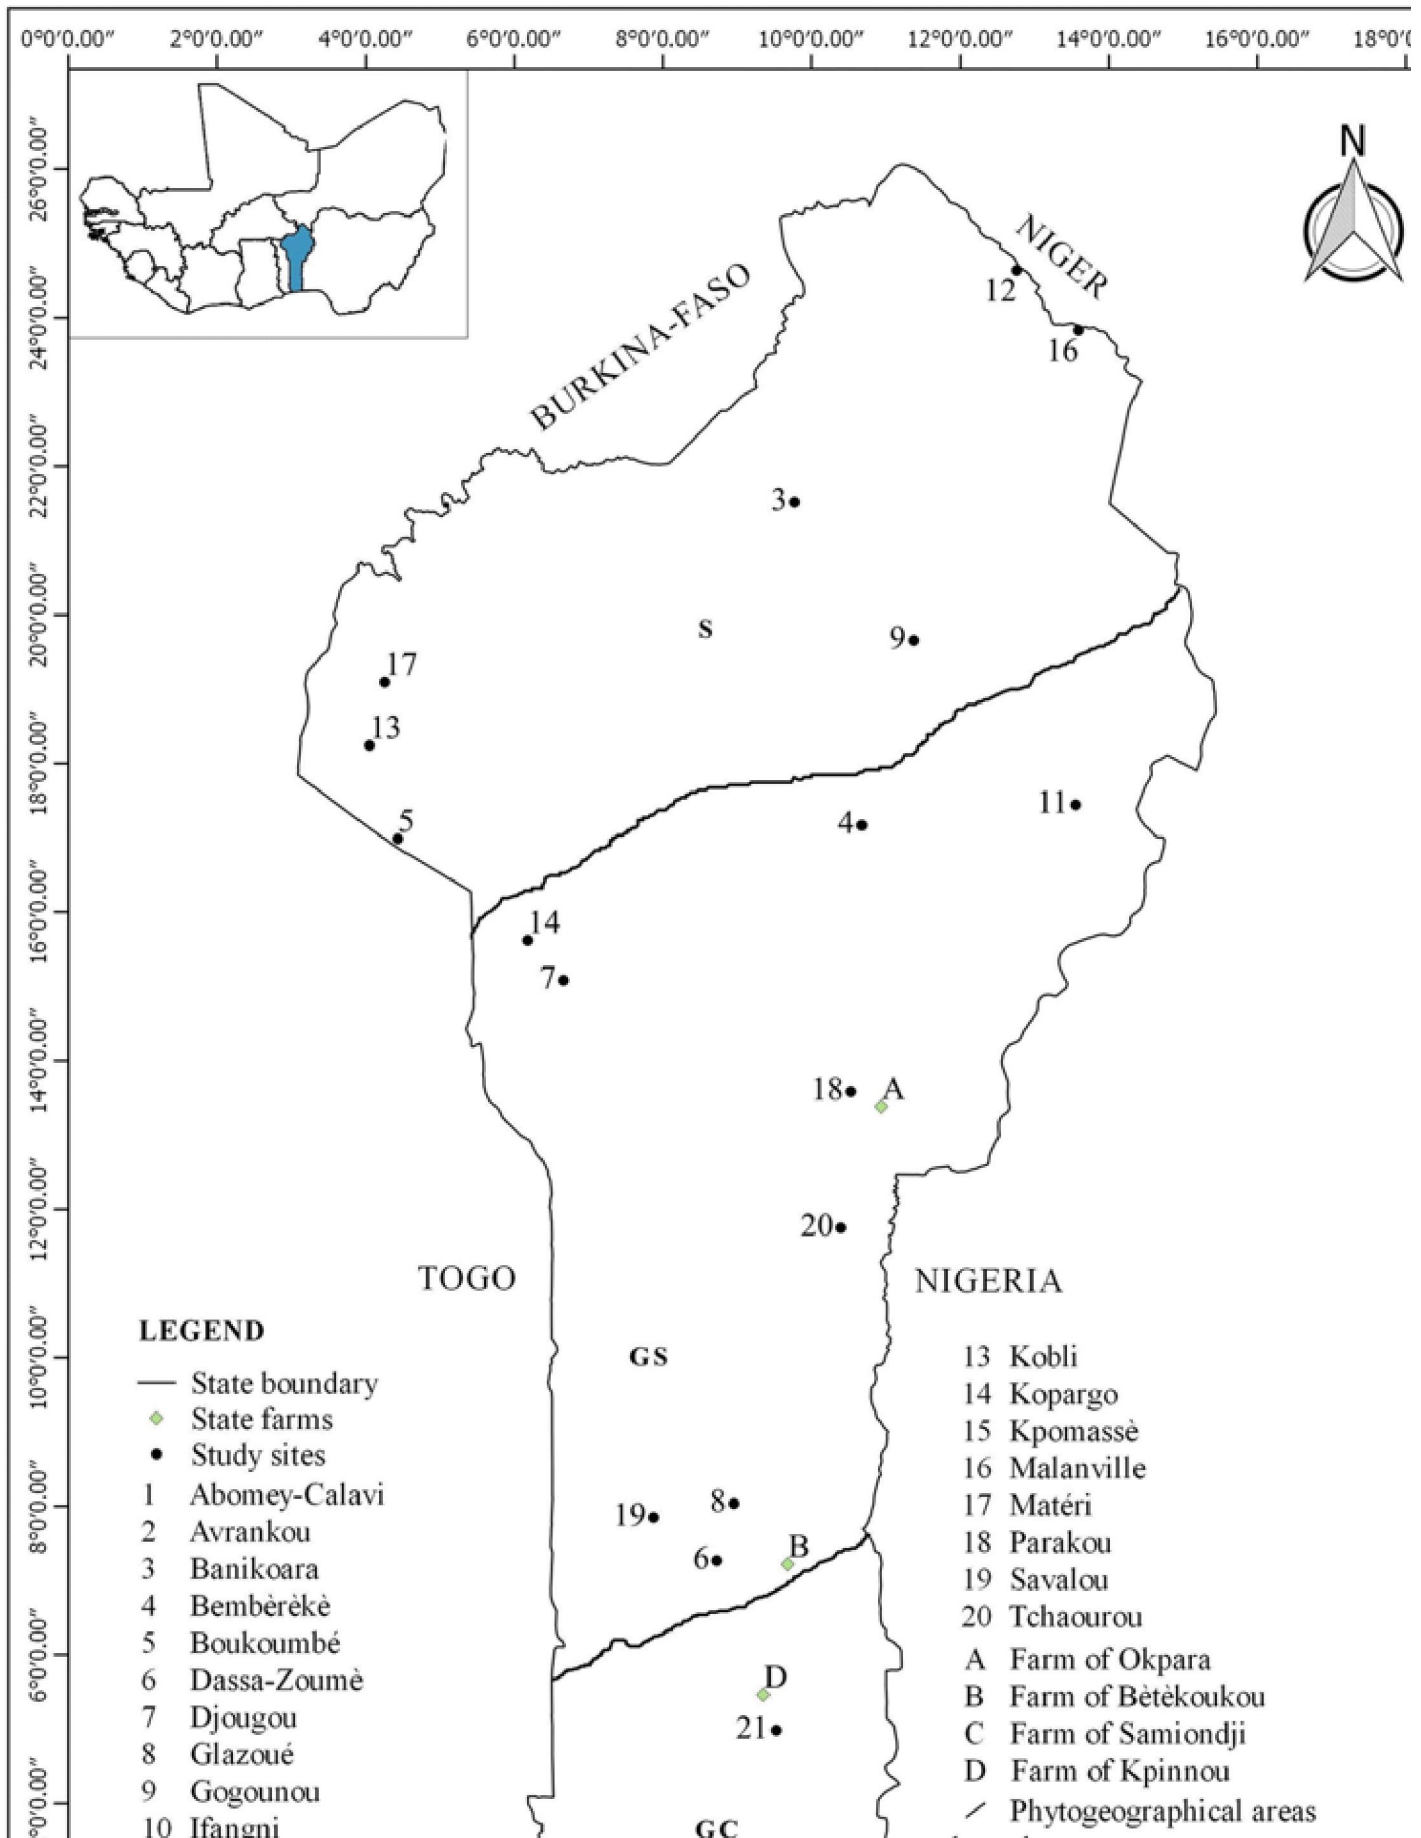 0°0'0.00" 2°0'0.00" 4°0'0.00" 6°0'0.00" 8°0'0.00" 10°0'0.00" 12°0'0.00" 14°0'0.00" 16°0'0.00" 18°0'0.0
26°0'0.00"
24°0'0.00"
22°0'0.00"
20°0'0.00"
18°0'0.00"
16°0'0.00"
14°0'0.00"
12°0'0.00"
10°0'0.00"
8°0'0.00"
6°0'0.00"
°0'0.00"
N
NIGER
12
16
BURKINA-FASO
3
S
9
17
13
5
4
11
14
7
18
A
20
TOGO
NIGERIA
GS
19
8
6
B
D
21
GC
LEGEND
State boundary
State farms
Study sites
1 Abomey-Calavi
2 Avrankou
3 Banikoara
4 Bembèrèkè
5 Boukoumbé
6 Dassa-Zoumè
7 Djougou
8 Glazoué
9 Gogounou
10 Ifangni
13 Kobli
14 Kopargo
15 Kpomassè
16 Malanville
17 Matéri
18 Parakou
19 Savalou
20 Tchaourou
A Farm of Okpara
B Farm of Bètèkoukou
C Farm of Samiondji
D Farm of Kpinnou
Phytogeographical areas